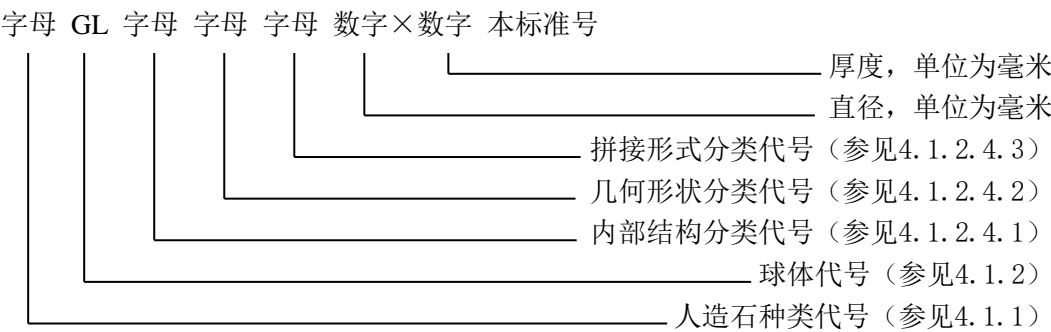 字母 GL 字母 字母 字母 数字×数字 本标准号
厚度，单位为毫米
直径，单位为毫米
拼接形式分类代号（参见4.1.2.4.3）
几何形状分类代号（参见4.1.2.4.2）
内部结构分类代号（参见4.1.2.4.1）
球体代号（参见4.1.2）
人造石种类代号（参见4.1.1）